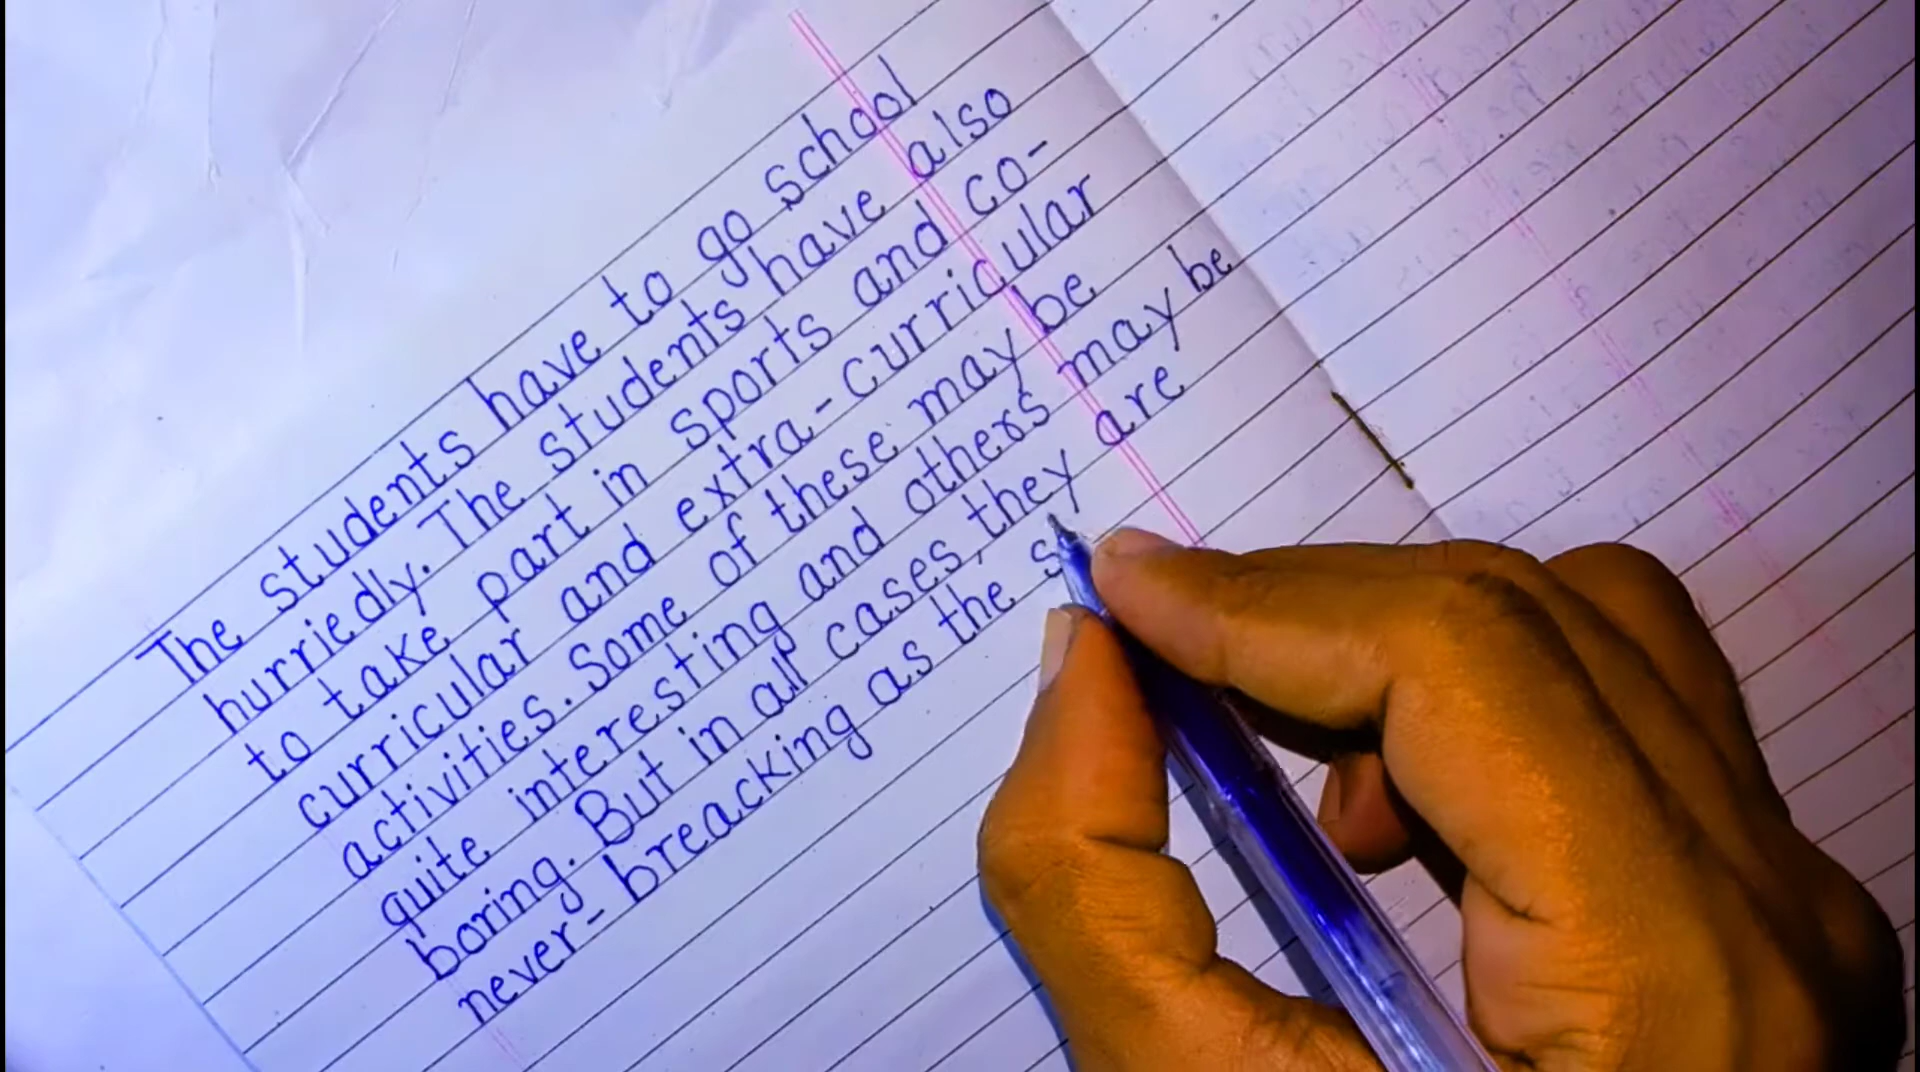 The students have to go school
hurriedly. The students have also
to take part in sports and co-
curricular and extra-curricular
activities. Some of these may be
quite interesting and others may be
boring. But in all cases, they are
never-breacking as the s